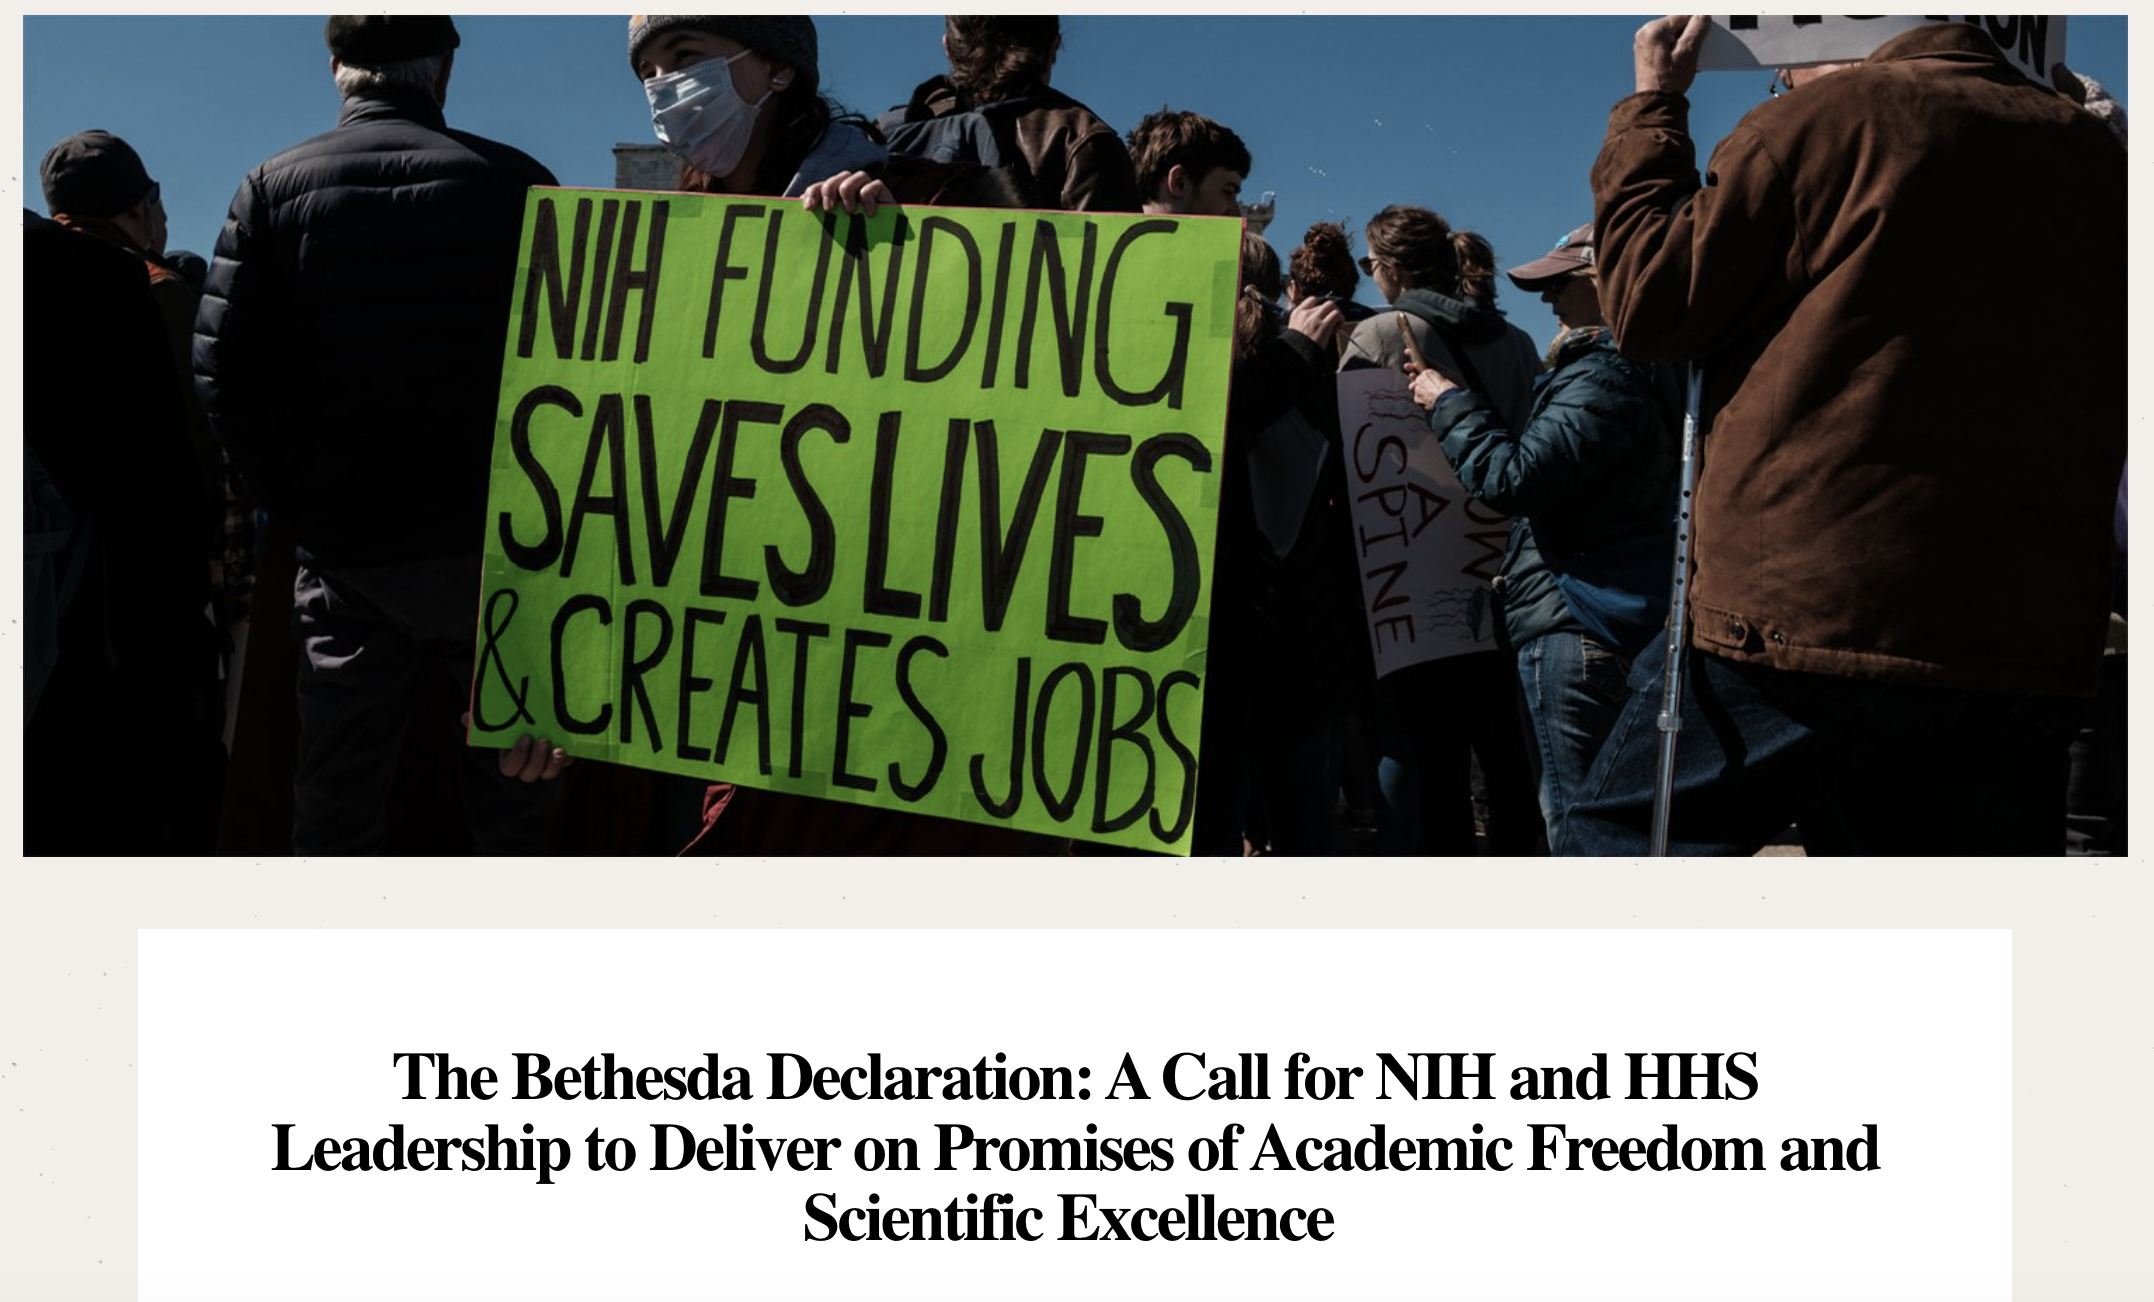 NIH FUNDING
SAVES LIVES
& CREATES JOBS
A
SPINE
The Bethesda Declaration: A Call for NIH and HHS
Leadership to Deliver on Promises of Academic Freedom and
Scientific Excellence